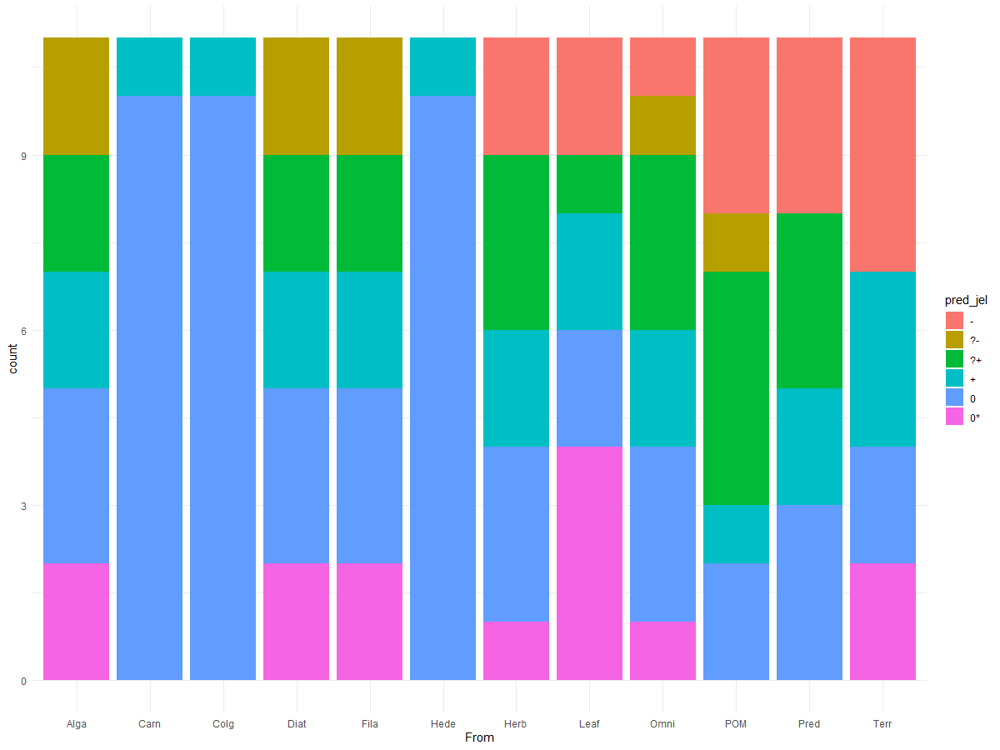 9
6
3
0
count
Alga Carn Colg Diat Fila Hede Herb Leaf Omni POM Pred Terr
From
pred_jel
-
?-
?+
+
0
0*